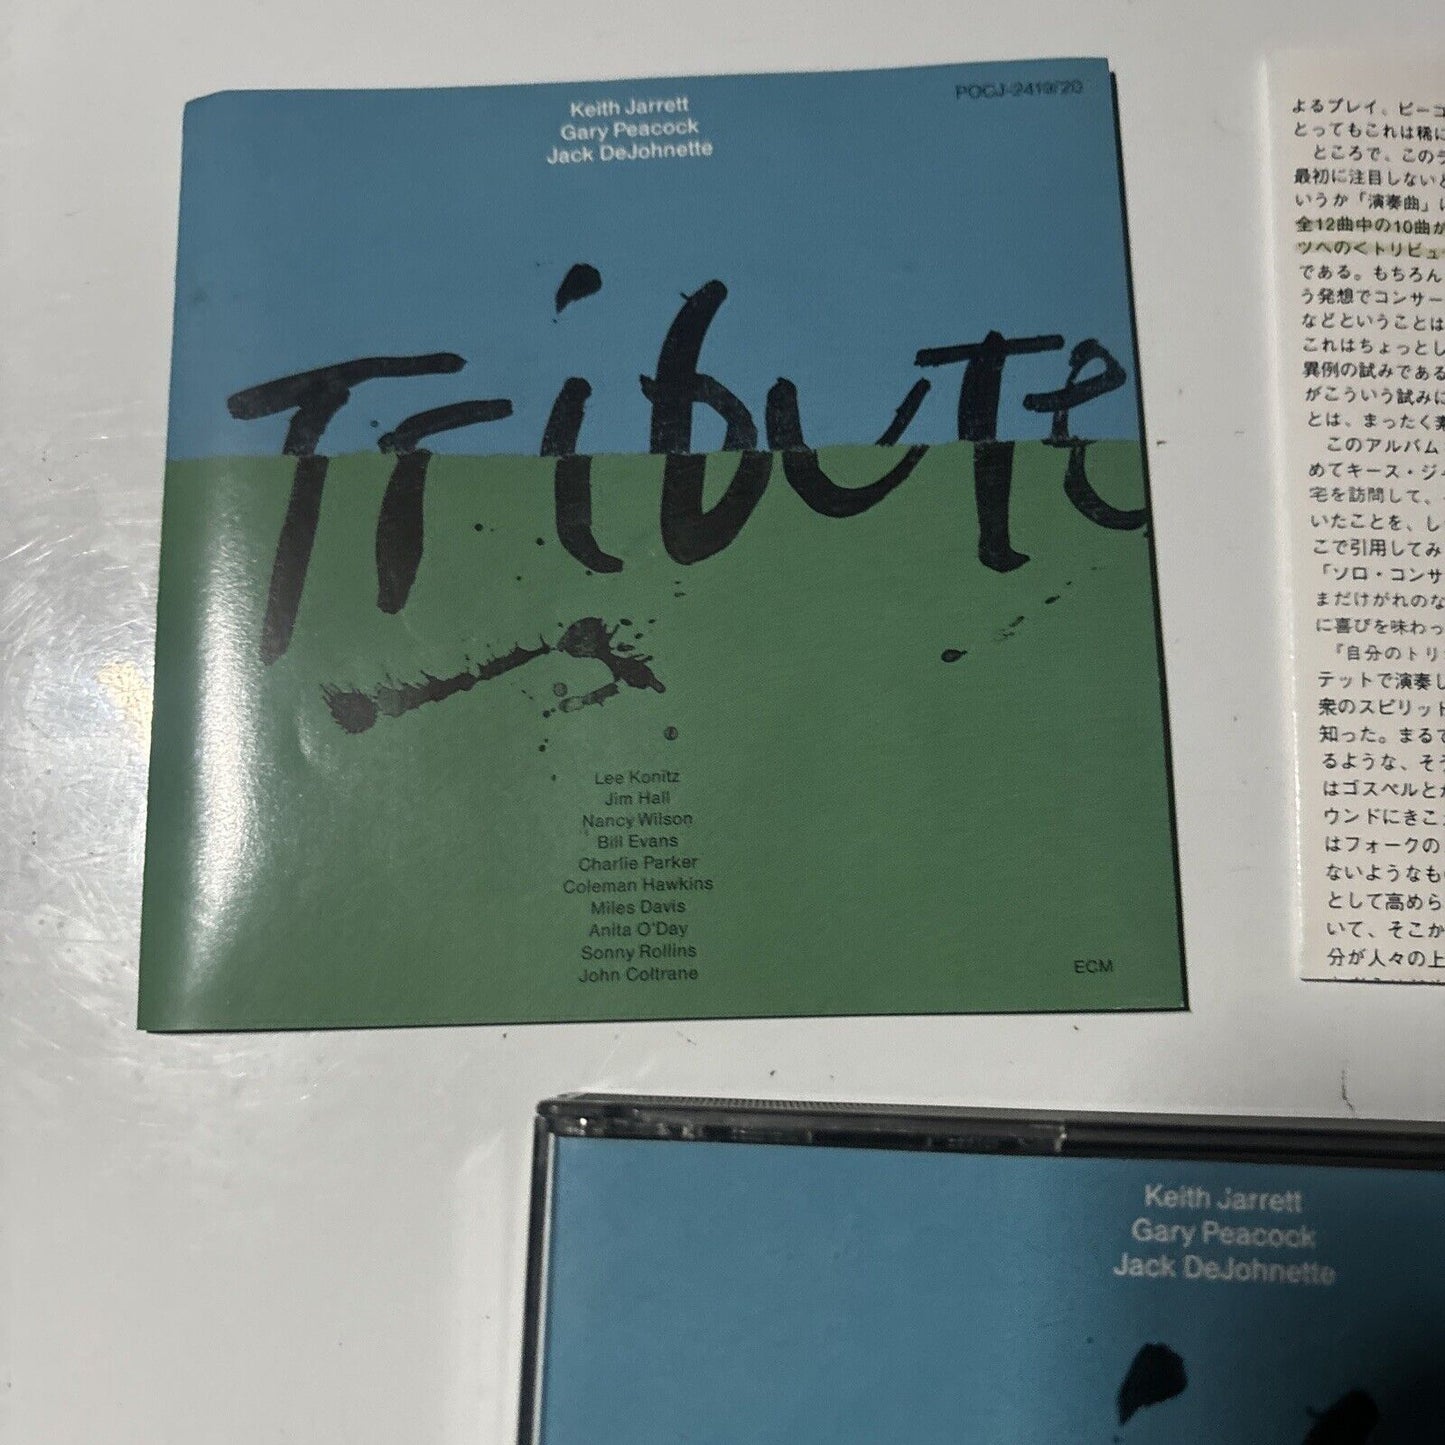 Keith Jarrett
Gary Peacock
Jack DeJohnette
POCJ-2419/20
Tribute
Lee Konitz
Jim Hall
Nancy Wilson
Bill Evans
Charlie Parker
Coleman Hawkins
Miles Davis
Anita O'Day
Sonny Rollins
John Coltrane
ECM
よるプレイ、ピーコ
とってもこれは稀に
ところで、このラ
最初に注目しないと
いうか「演奏曲」に
全12曲中の10曲が
ツへの<トリビュ
である。もちろん
う発想でコンサー
などということは
これはちょっとし
異例の試みである
がこういう試みに
とは、まったく素
このアルバム
めてキース・ジャ
宅を訪問して、
いたことを、し
こで引用してみ
「ソロ・コンサ
まだけがれのな
に喜びを味わっ
『自分のトリ
テットで演奏し
衆のスピリット
知った。まるで
るような、そう
はゴスペルとか
ウンドにきこ
はフォークの
ないようなもの
として高めら
いて、そこか
分が人々の上
Keith Jarrett
Gary Peacock
Jack DeJohnette